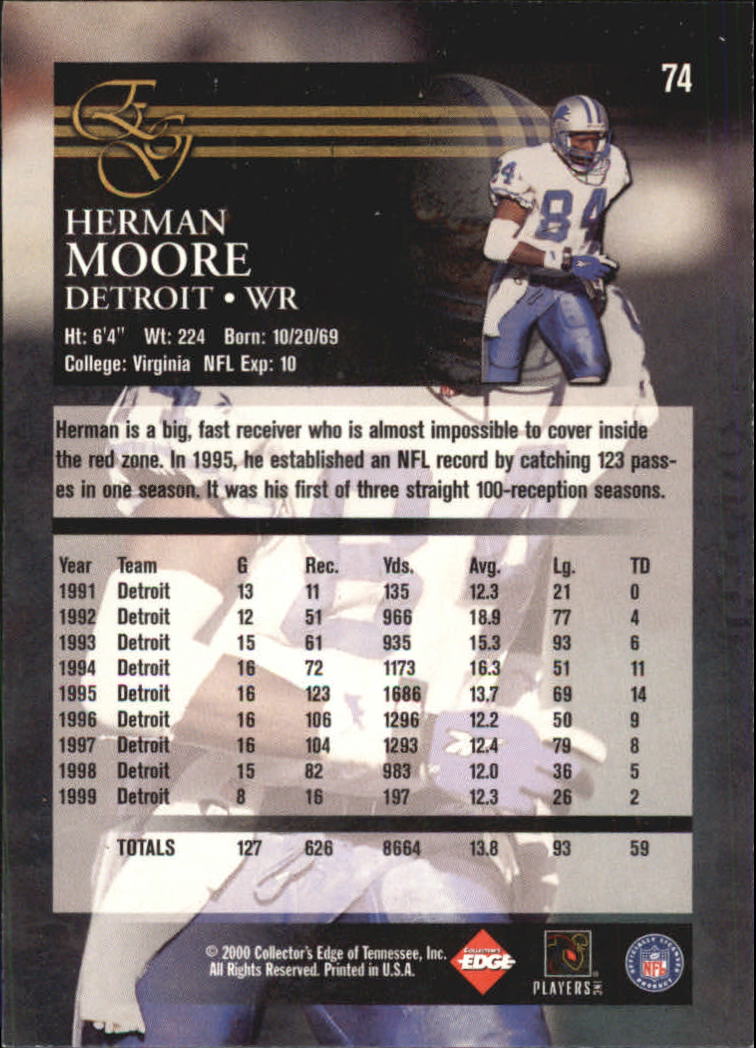 74
EG
HERMAN
MOORE
DETROIT • WR
Ht: 6'4" Wt: 224 Born: 10/20/69
College: Virginia NFL Exp: 10
84
84
Herman is a big, fast receiver who is almost impossible to cover inside
the red zone. In 1995, he established an NFL record by catching 123 pass-
es in one season. It was his first of three straight 100-reception seasons.
Year Team G Rec. Yds. Avg. Lg. TD
1991 Detroit 13 11 135 12.3 21 0
1992 Detroit 12 51 966 18.9 77 4
1993 Detroit 15 61 935 15.3 93 6
1994 Detroit 16 72 1173 16.3 51 11
1995 Detroit 16 123 1686 13.7 69 14
1996 Detroit 16 106 1296 12.2 50 9
1997 Detroit 16 104 1293 12.4 79 8
1998 Detroit 15 82 983 12.0 36 5
1999 Detroit 8 16 197 12.3 26 2
TOTALS 127 626 8664 13.8 93 59
© 2000 Collector's Edge of Tennessee, Inc.
All Rights Reserved. Printed in U.S.A.
COLLECTOR'S
EDGE
PLAYERS INC
OFFICIALLY LICENSED
NFL
PRODUCT